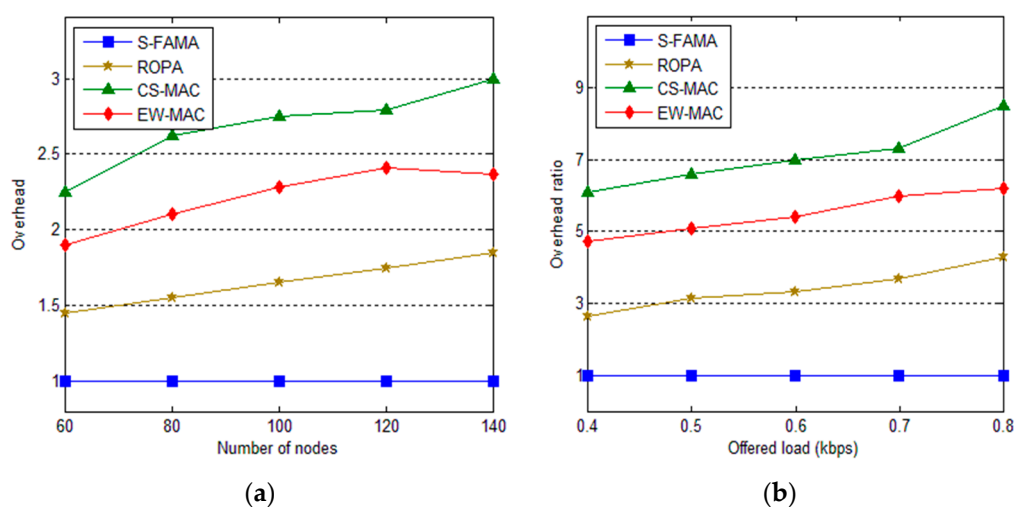 S-FAMA
ROPA
CS-MAC
EW-MAC
3
2.5
2
1.5
1
Overhead
60 80 100 120 140
Number of nodes
(a)
S-FAMA
ROPA
CS-MAC
EW-MAC
9
7
5
3
1
Overhead ratio
0.4 0.5 0.6 0.7 0.8
Offered load (kbps)
(b)